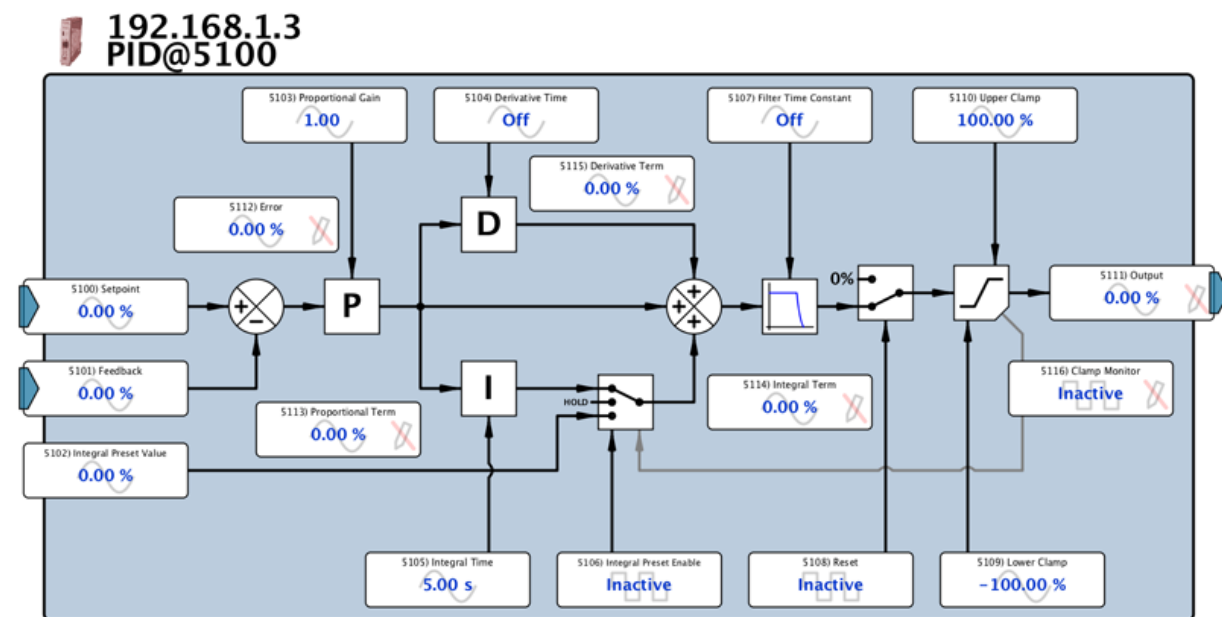 192.168.1.3
PID@5100
5103) Proportional Gain
1.00
5104) Derivative Time
Off
5107) Filter Time Constant
Off
5110) Upper Clamp
100.00 %
5115) Derivative Term
0.00 %
5112) Error
0.00 %
D
5100) Setpoint
0.00 %
+
−
P
+
+
+
0%
5111) Output
0.00 %
5101) Feedback
0.00 %
I
HOLD
5113) Proportional Term
0.00 %
5114) Integral Term
0.00 %
5116) Clamp Monitor
Inactive
5102) Integral Preset Value
0.00 %
5105) Integral Time
5.00 s
5106) Integral Preset Enable
Inactive
5108) Reset
Inactive
5109) Lower Clamp
-100.00 %